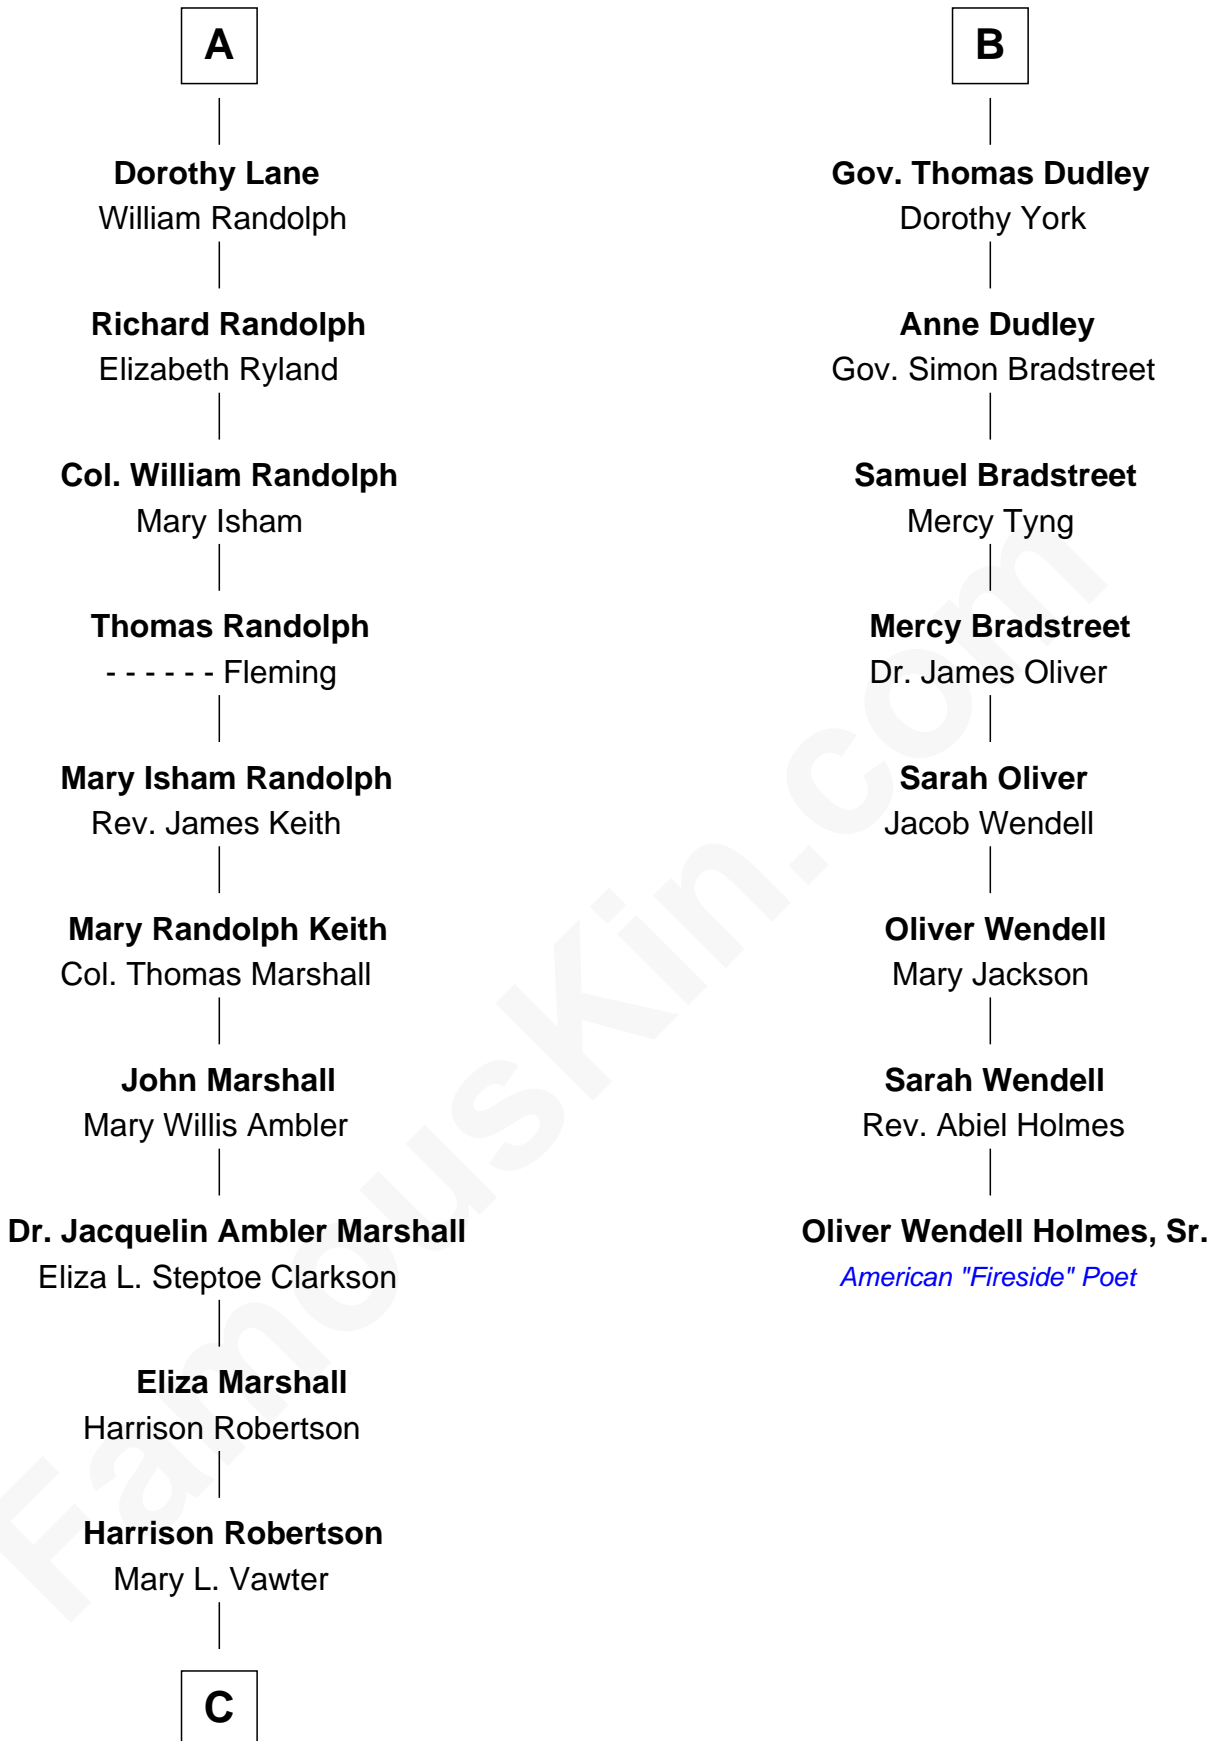 A
Dorothy Lane
William Randolph
Richard Randolph
Elizabeth Ryland
Col. William Randolph
Mary Isham
Thomas Randolph
- - - - - - Fleming
Mary Isham Randolph
Rev. James Keith
Mary Randolph Keith
Col. Thomas Marshall
John Marshall
Mary Willis Ambler
Dr. Jacquelin Ambler Marshall
Eliza L. Steptoe Clarkson
Eliza Marshall
Harrison Robertson
Harrison Robertson
Mary L. Vawter
C
B
Gov. Thomas Dudley
Dorothy York
Anne Dudley
Gov. Simon Bradstreet
Samuel Bradstreet
Mercy Tyng
Mercy Bradstreet
Dr. James Oliver
Sarah Oliver
Jacob Wendell
Oliver Wendell
Mary Jackson
Sarah Wendell
Rev. Abiel Holmes
Oliver Wendell Holmes, Sr.
American "Fireside" Poet
FamousKin.com